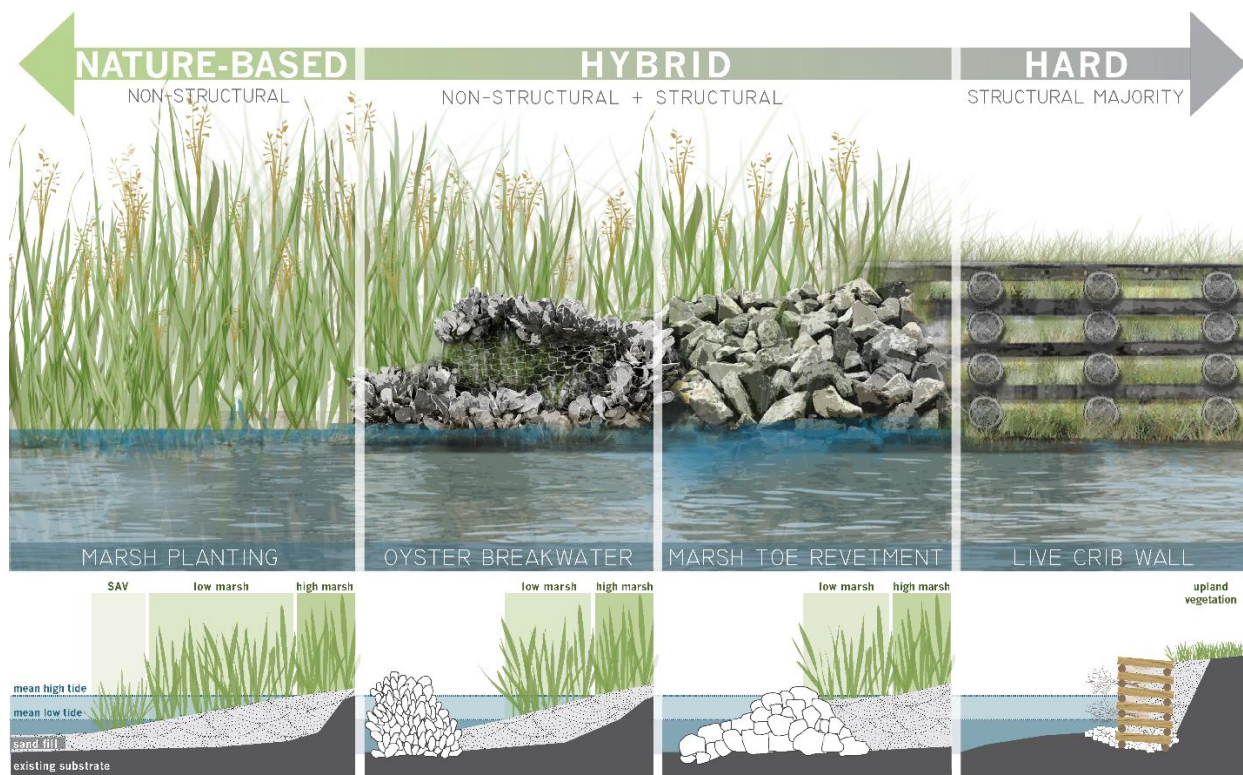 NATURE-BASED
HYBRID
HARD
NON-STRUCTURAL
NON-STRUCTURAL + STRUCTURAL
STRUCTURAL MAJORITY
MARSH PLANTING
OYSTER BREAKWATER
MARSH TOE REVETMENT
LIVE CRIB WALL
SAV
low marsh
high marsh
low marsh
high marsh
low marsh
high marsh
upland
vegetation
mean high tide
mean low tide
sand fill
existing substrate